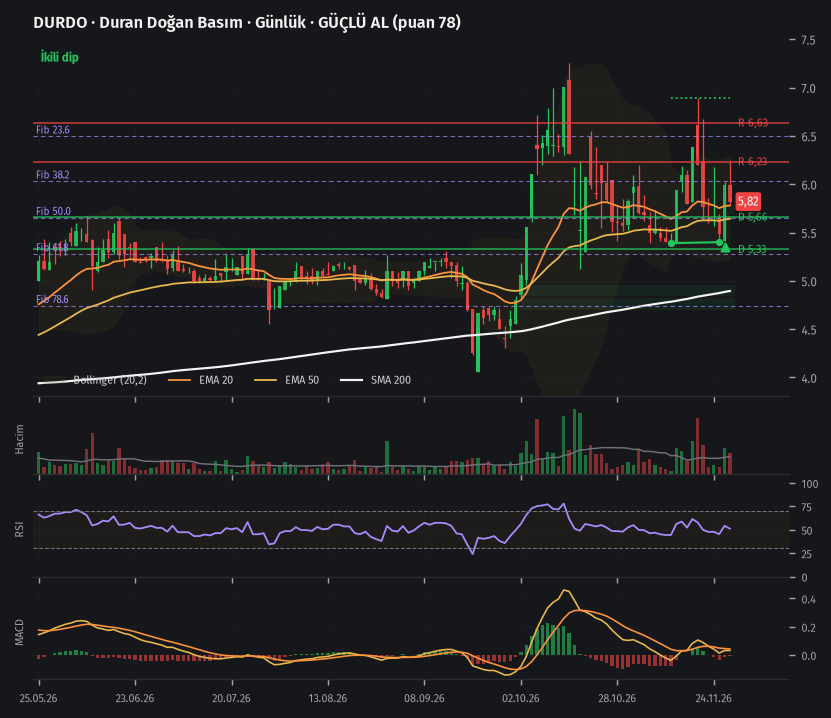 DURDO · Duran Doğan Basım · Günlük · GÜÇLÜ AL (puan 78)
İkili dip
7.5
7.0
R 6,63
Fib 23.6
6.5
R 6,23
Fib 38.2
6.0
5,82
Fib 50.0
D 5,66
5.5
Fib 61.8
D 5,33
5.0
Fib 78.6
4.5
4.0
Bollinger (20,2)
EMA 20
EMA 50
SMA 200
Hacim
100
75
RSI
50
25
0
0.4
MACD
0.2
0.0
25.05.26
23.06.26
20.07.26
13.08.26
08.09.26
02.10.26
28.10.26
24.11.26